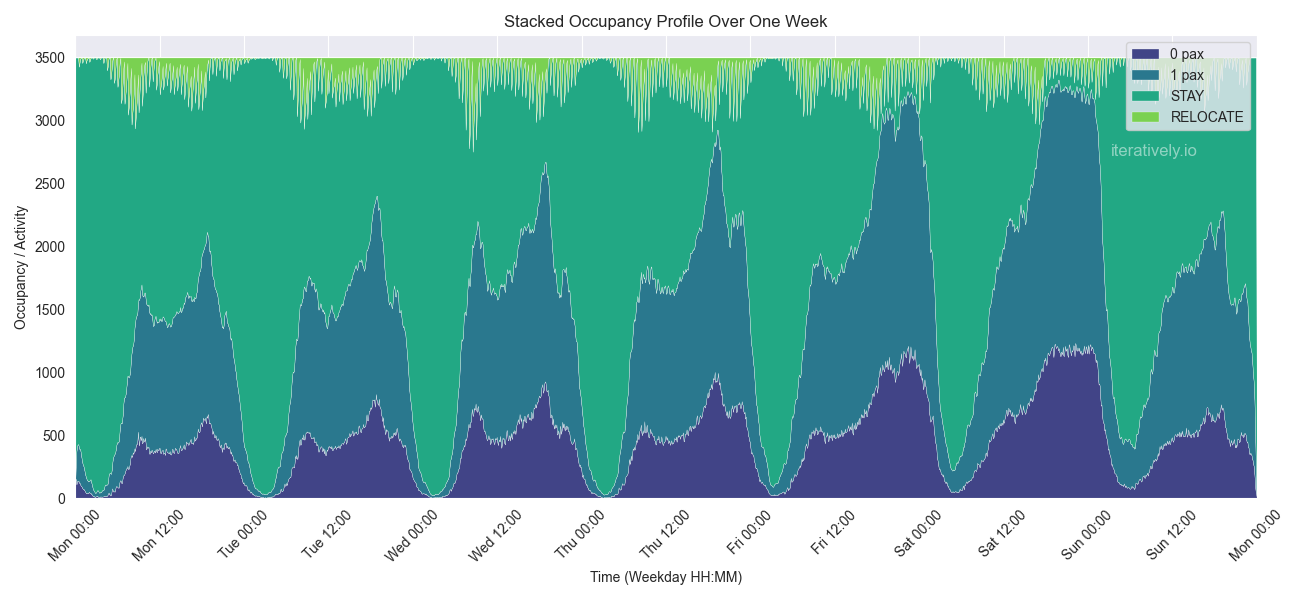 Stacked Occupancy Profile Over One Week
3500
3000
2500
2000
1500
1000
500
0
Occupancy / Activity
0 pax
1 pax
STAY
RELOCATE
iteratively.io
Mon 00:00
Mon 12:00
Tue 00:00
Tue 12:00
Wed 00:00
Wed 12:00
Thu 00:00
Thu 12:00
Fri 00:00
Fri 12:00
Sat 00:00
Sat 12:00
Sun 00:00
Sun 12:00
Mon 00:00
Time (Weekday HH:MM)